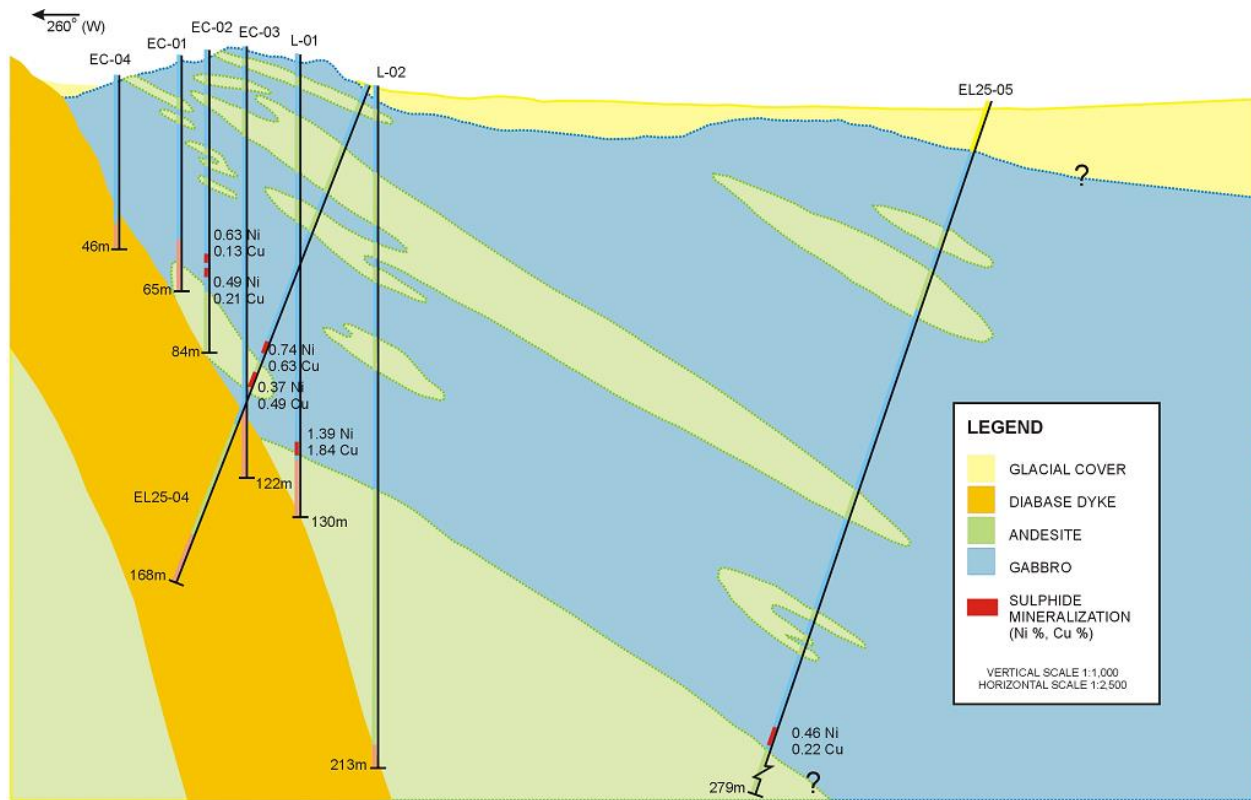 260° (W)
EC-04
EC-01
EC-02
EC-03
L-01
L-02
EL25-05
?
46m
0.63 Ni
0.13 Cu
65m
0.49 Ni
0.21 Cu
84m
0.74 Ni
0.63 Cu
0.37 Ni
0.49 Cu
1.39 Ni
1.84 Cu
122m
EL25-04
130m
168m
213m
0.46 Ni
0.22 Cu
279m
?
LEGEND
GLACIAL COVER
DIABASE DYKE
ANDESITE
GABBRO
SULPHIDE
MINERALIZATION
(Ni %, Cu %)
VERTICAL SCALE 1:1,000
HORIZONTAL SCALE 1:2,500